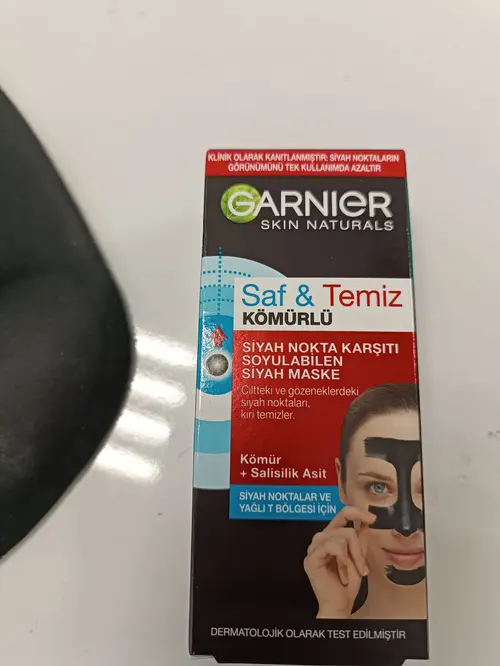 KLİNİK OLARAK KANITLANMIŞTIR: SİYAH NOKTALARIN
GÖRÜNÜMÜNÜ TEK KULLANIMDA AZALTIR
GARNIER
SKIN NATURALS
Saf & Temiz
KÖMÜRLÜ
SİYAH NOKTA KARŞITI
SOYULABİLEN
SİYAH MASKE
Ciltteki ve gözeneklerdeki
siyah noktaları,
kiri temizler.
Kömür
+ Salisilik Asit
SİYAH NOKTALAR VE
YAĞLI T BÖLGESİ İÇİN
DERMATOLOJİK OLARAK TEST EDİLMİŞTİR